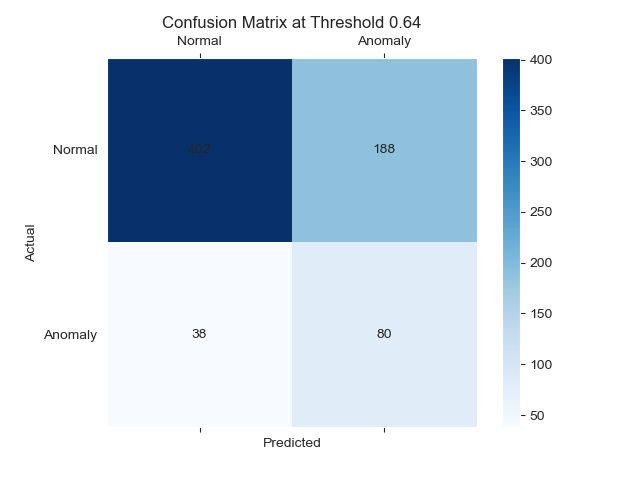 Confusion Matrix at Threshold 0.64
Normal Anomaly
Normal 402 188
Anomaly 38 80
Actual
Predicted
400
350
300
250
200
150
100
50